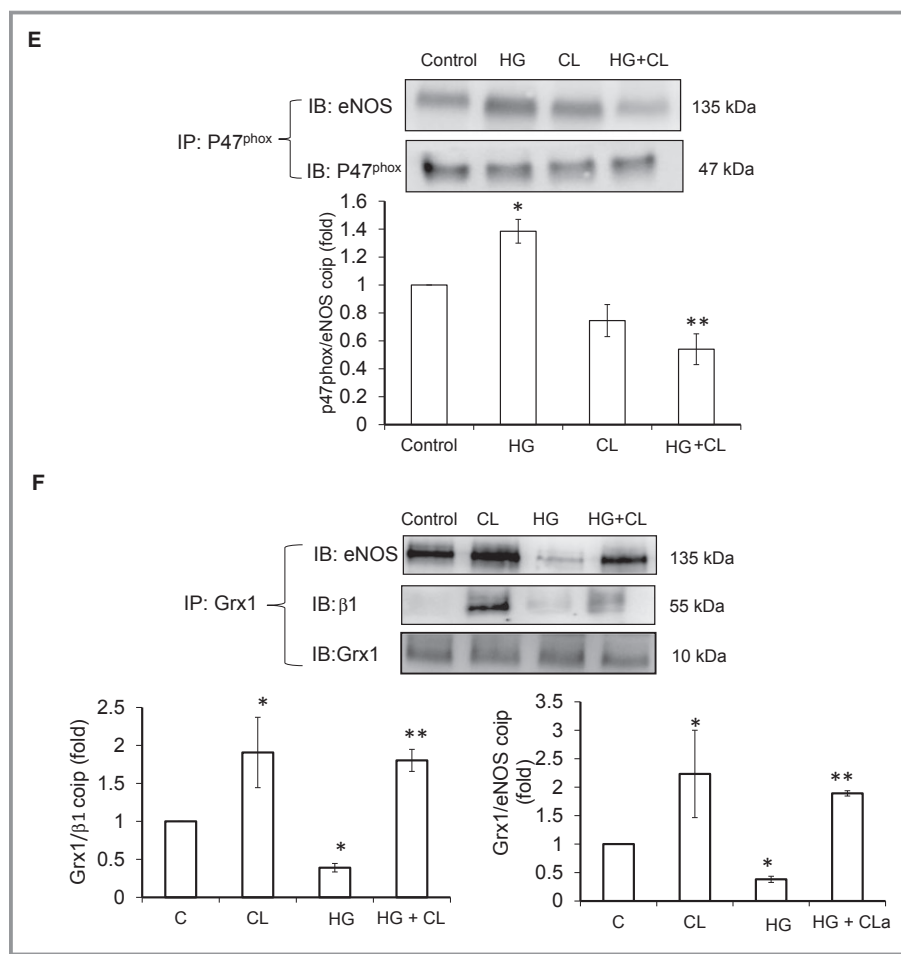 E
Control HG CL HG+CL
IP: P47phox
IB: eNOS 135 kDa
IB: P47phox 47 kDa
p47phox/eNOS coip (fold)
1.6
1.4
1.2
1
0.8
0.6
0.4
0.2
0
*
**
Control HG CL HG+CL
F
Control CL HG HG+CL
IP: Grx1
IB: eNOS 135 kDa
IB:β1 55 kDa
IB:Grx1 10 kDa
Grx1/β1 coip (fold)
2.5
2
1.5
1
0.5
0
*
*
**
C CL HG HG + CL
Grx1/eNOS coip
(fold)
3.5
3
2.5
2
1.5
1
0.5
0
*
*
**
C CL HG HG + CLa